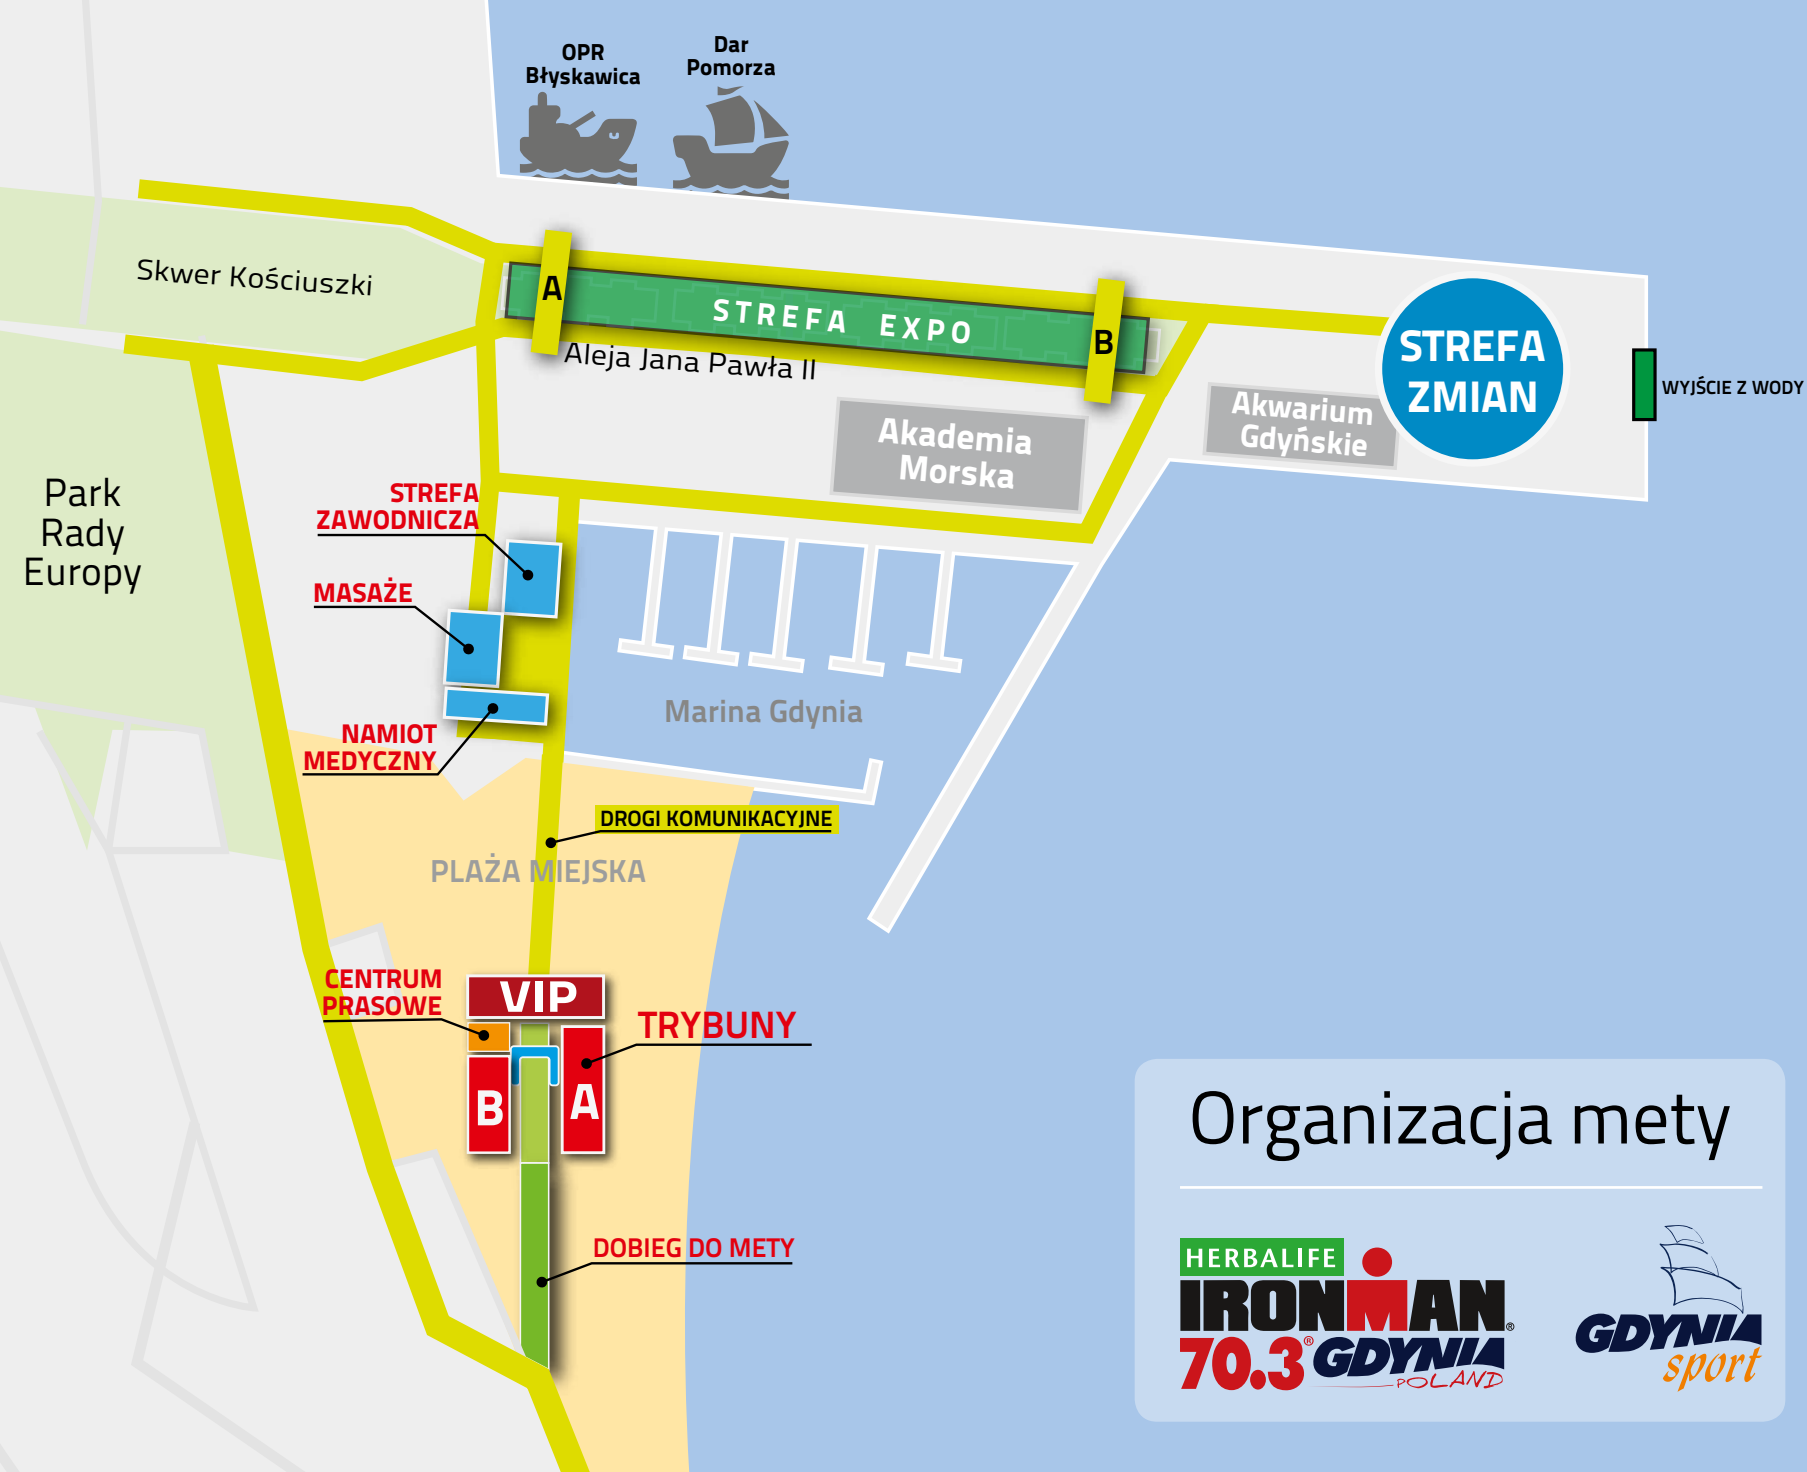 OPR
Błyskawica
Dar
Pomorza
Skwer Kościuszki
A
STREFA EXPO
B
Aleja Jana Pawła II
STREFA
ZMIAN
WYJŚCIE Z WODY
Akwarium
Gdyńskie
Akademia
Morska
Park
Rady
Europy
STREFA
ZAWODNICZA
MASAŻE
NAMIOT
MEDYCZNY
Marina Gdynia
DROGI KOMUNIKACYJNE
PLAŻA MIEJSKA
CENTRUM
PRASOWE
VIP
TRYBUNY
B
A
DOBIEG DO METY
Organizacja mety
HERBALIFE
IRONMAN®
70.3® GDYNIA
POLAND
GDYNIA
sport